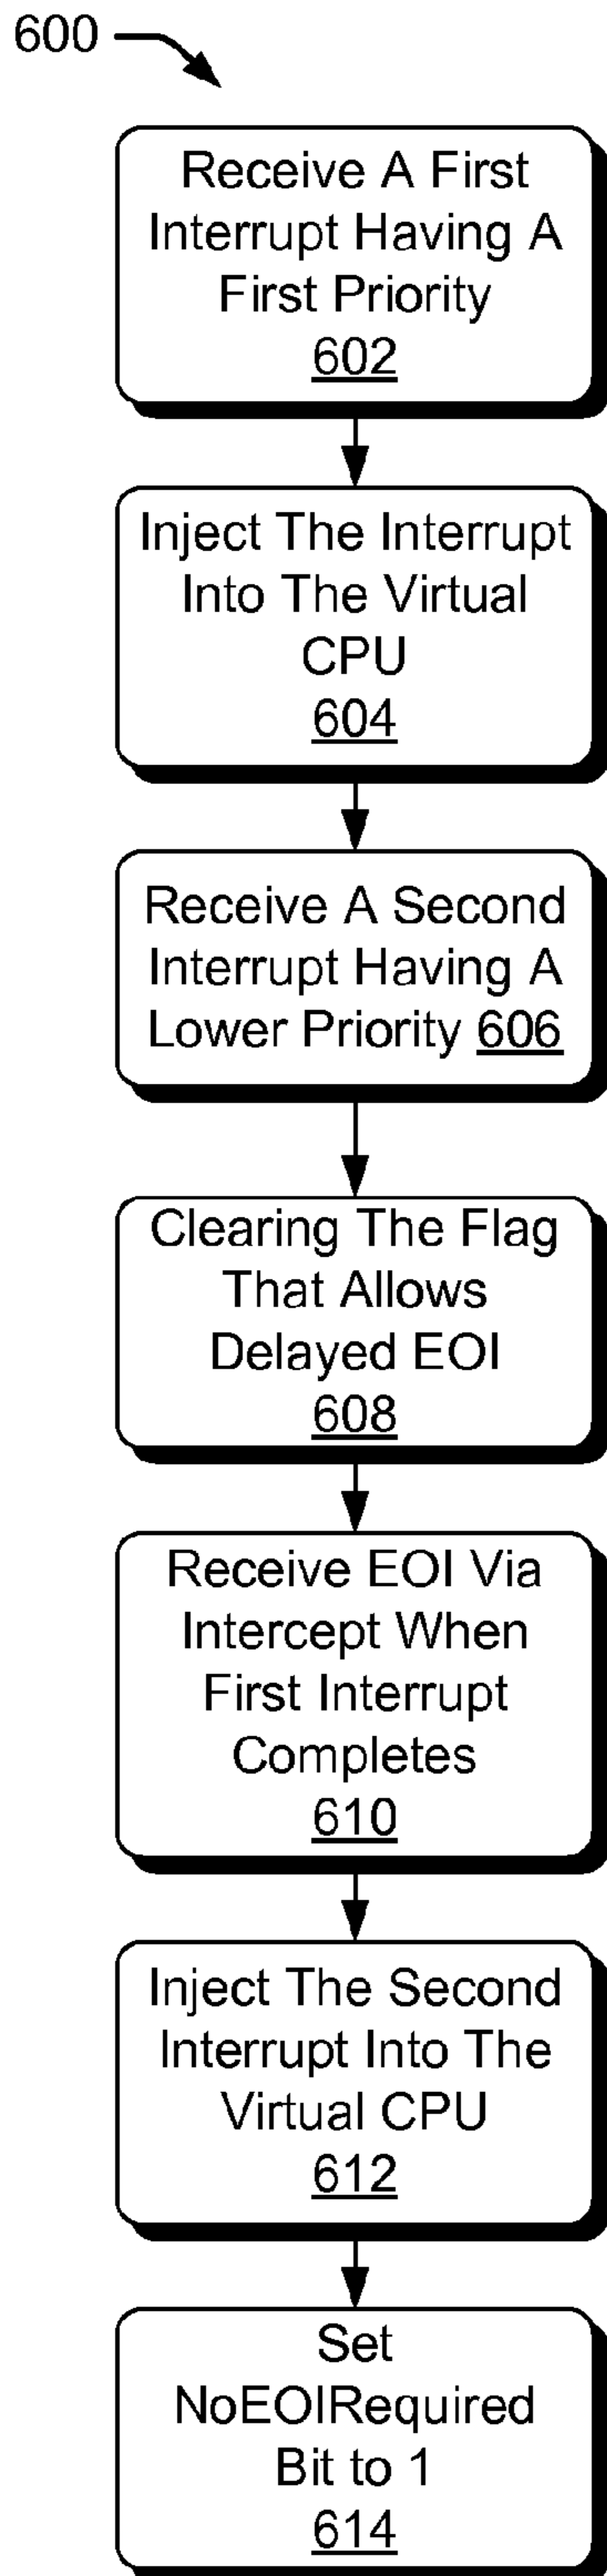 600
Receive A First
Interrupt Having A
First Priority
602
Inject The Interrupt
Into The Virtual
CPU
604
Receive A Second
Interrupt Having A
Lower Priority 606
Clearing The Flag
That Allows
Delayed EOI
608
Receive EOI Via
Intercept When
First Interrupt
Completes
610
Inject The Second
Interrupt Into The
Virtual CPU
612
Set
NoEOIRequired
Bit to 1
614